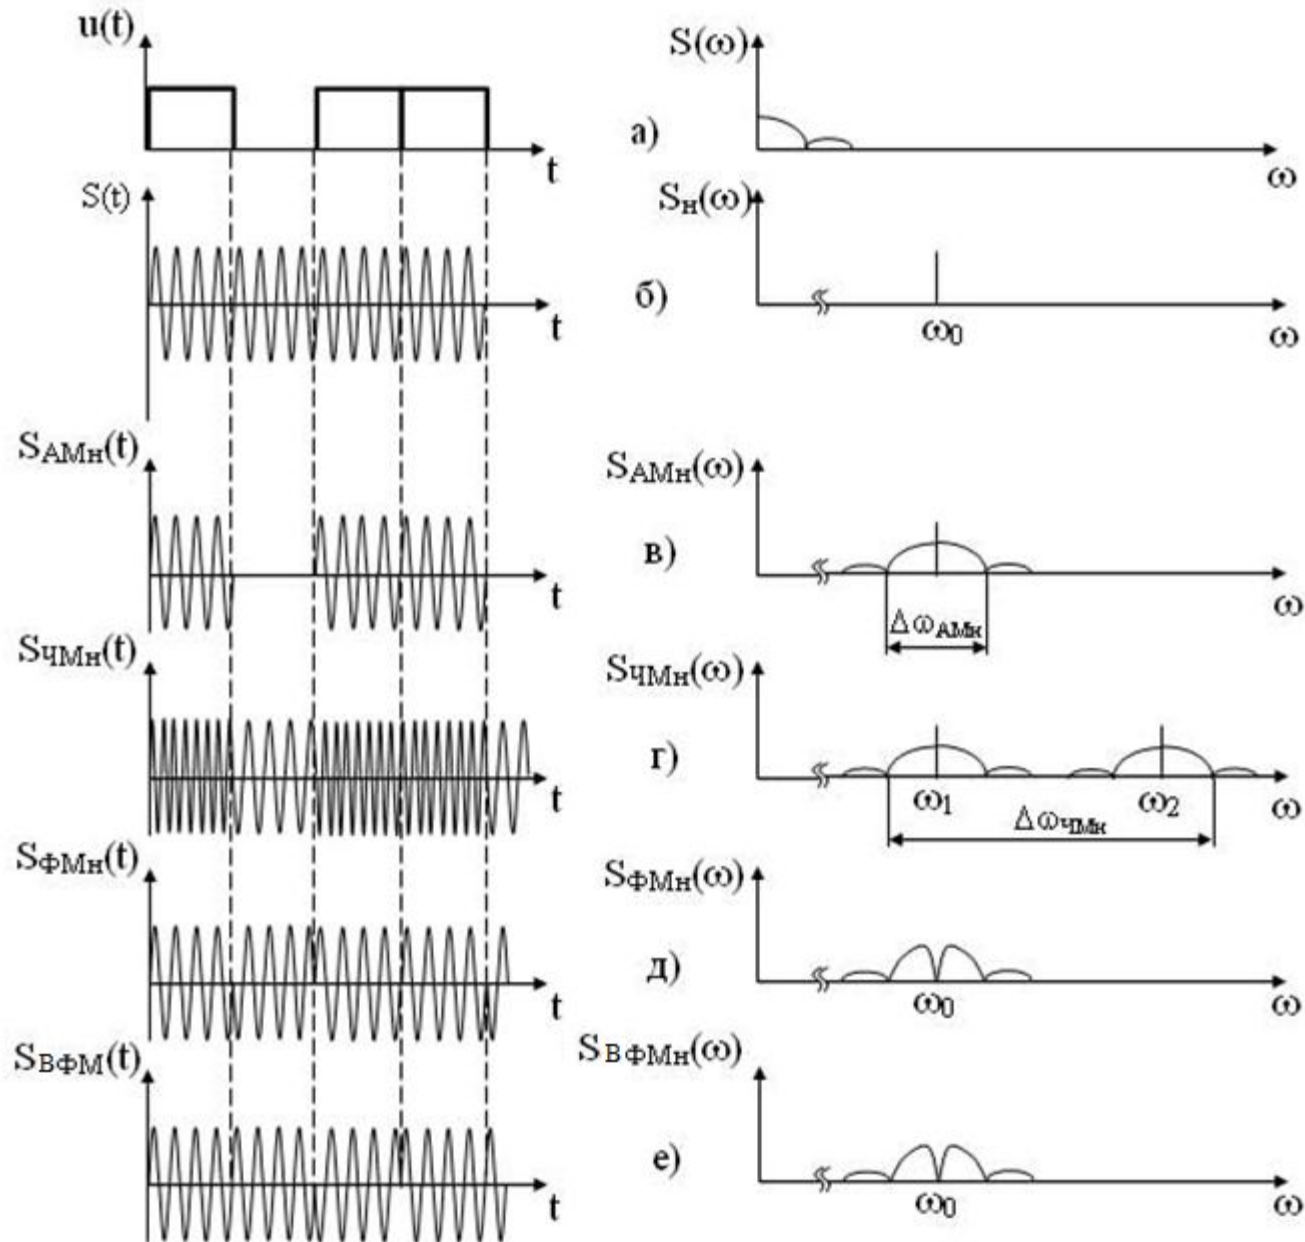 u(t)
t
S(ω)
а)
ω
S(t)
t
Sн(ω)
б)
ω0
ω
SАМн(t)
t
SАМн(ω)
в)
ΔωАМн
ω
SЧМн(t)
t
SЧМн(ω)
г)
ω1
ω2
ΔωЧМн
ω
SФМн(t)
t
SФМн(ω)
д)
ω0
ω
SВФМ(t)
t
SВФМн(ω)
е)
ω0
ω